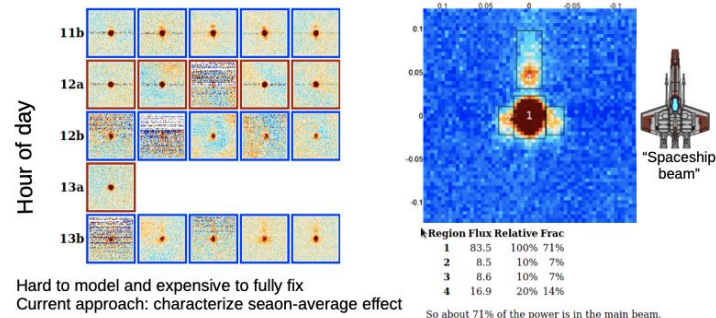 Hour of day
11b
12a
12b
13a
13b
Hard to model and expensive to fully fix
Current approach: characterize seaon-average effect
0.1 0.05 0 -0.05 -0.1
0.1
0.05
0
-0.05
-0.1
1
"Spaceship
beam"
Region Flux Relative Frac
1 83.5 100% 71%
2 8.5 10% 7%
3 8.6 10% 7%
4 16.9 20% 14%
So about 71% of the power is in the main beam.